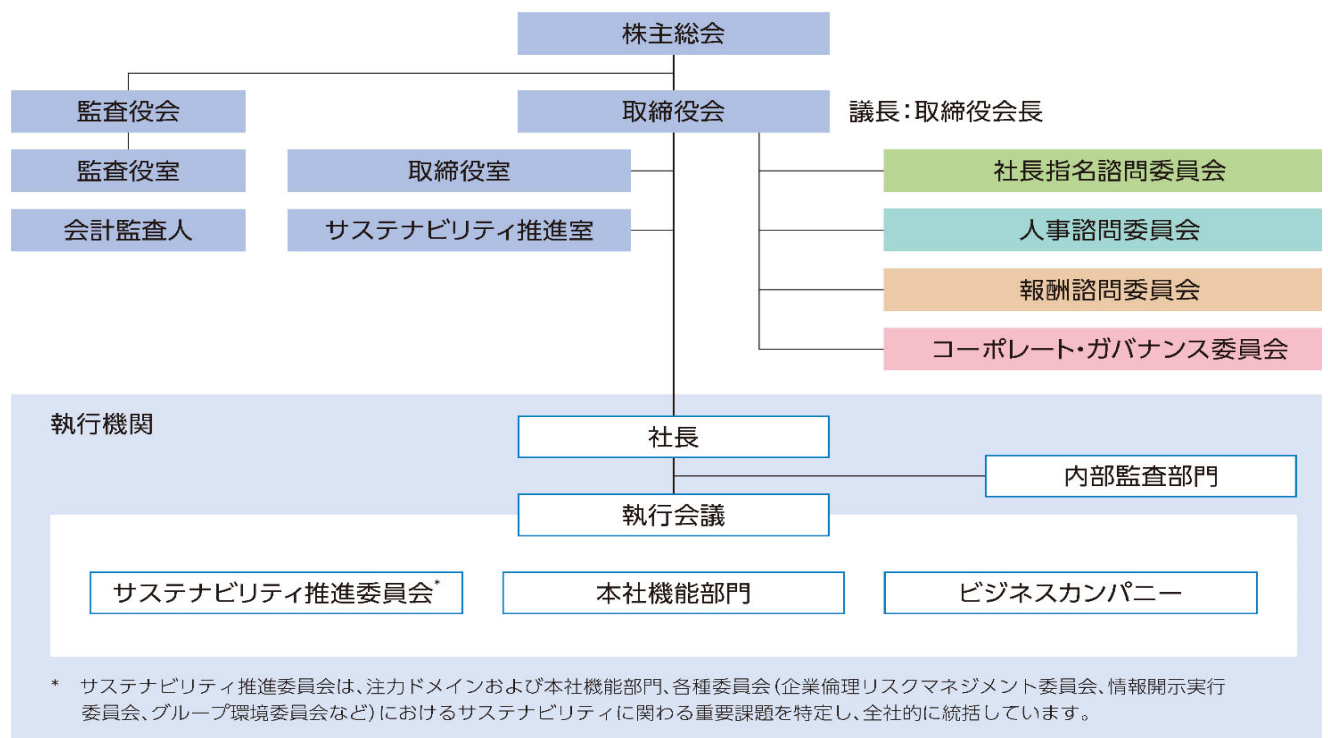 株主総会
監査役会
取締役会
議長：取締役会長
監査役室
取締役室
社長指名諮問委員会
会計監査人
サステナビリティ推進室
人事諮問委員会
報酬諮問委員会
コーポレート・ガバナンス委員会
執行機関
社長
内部監査部門
執行会議
サステナビリティ推進委員会*
本社機能部門
ビジネスカンパニー
* サステナビリティ推進委員会は、注力ドメインおよび本社機能部門、各種委員会（企業倫理リスクマネジメント委員会、情報開示実行
委員会、グループ環境委員会など）におけるサステナビリティに関わる重要課題を特定し、全社的に統括しています。